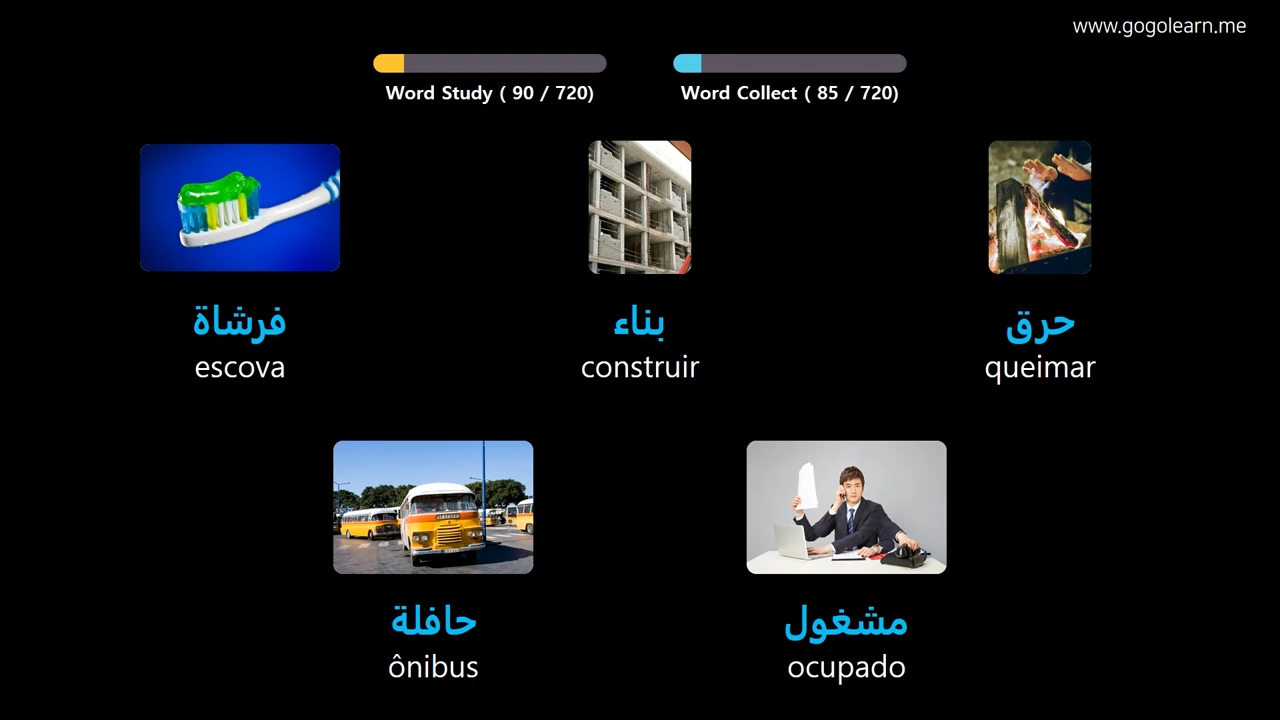 www.gogolearn.me
Word Study ( 90 / 720)
Word Collect ( 85 / 720)
فرشاة
escova
بناء
construir
حرق
queimar
حافلة
ônibus
مشغول
ocupado